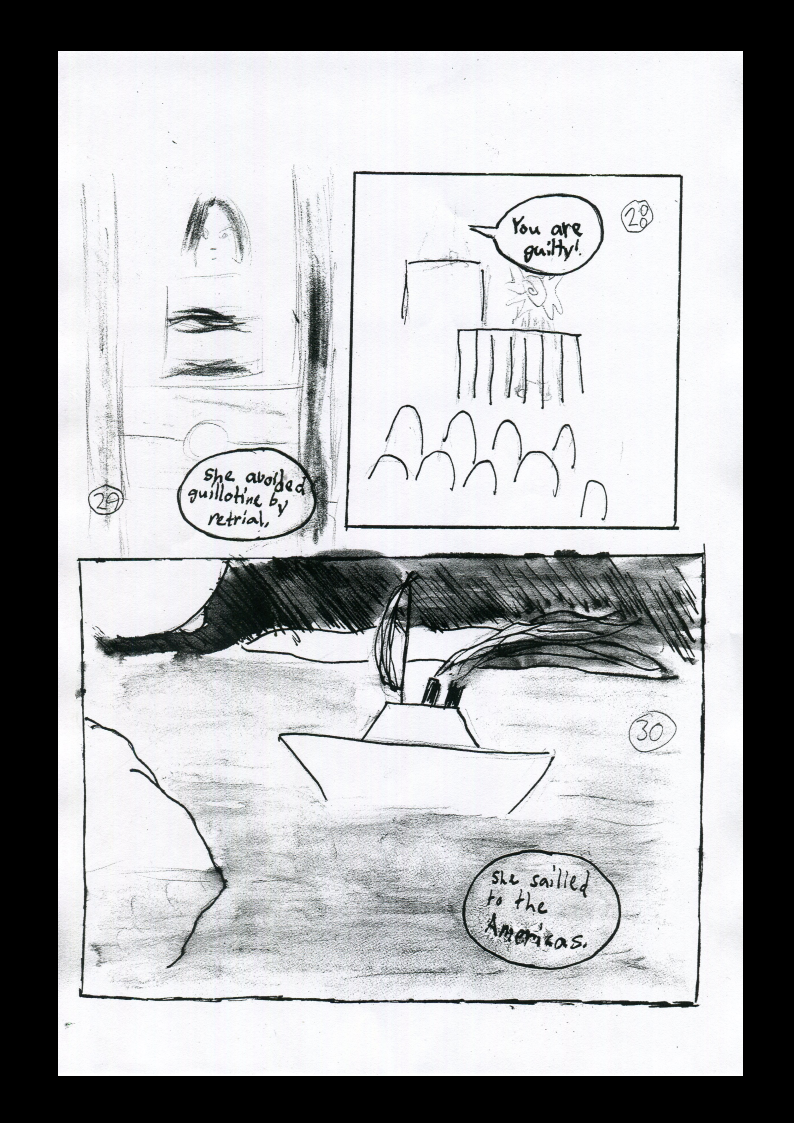 You are
guilty!
28
She avoided
guillotine by
retrial,
29
30
she sailled
to the
Americas.